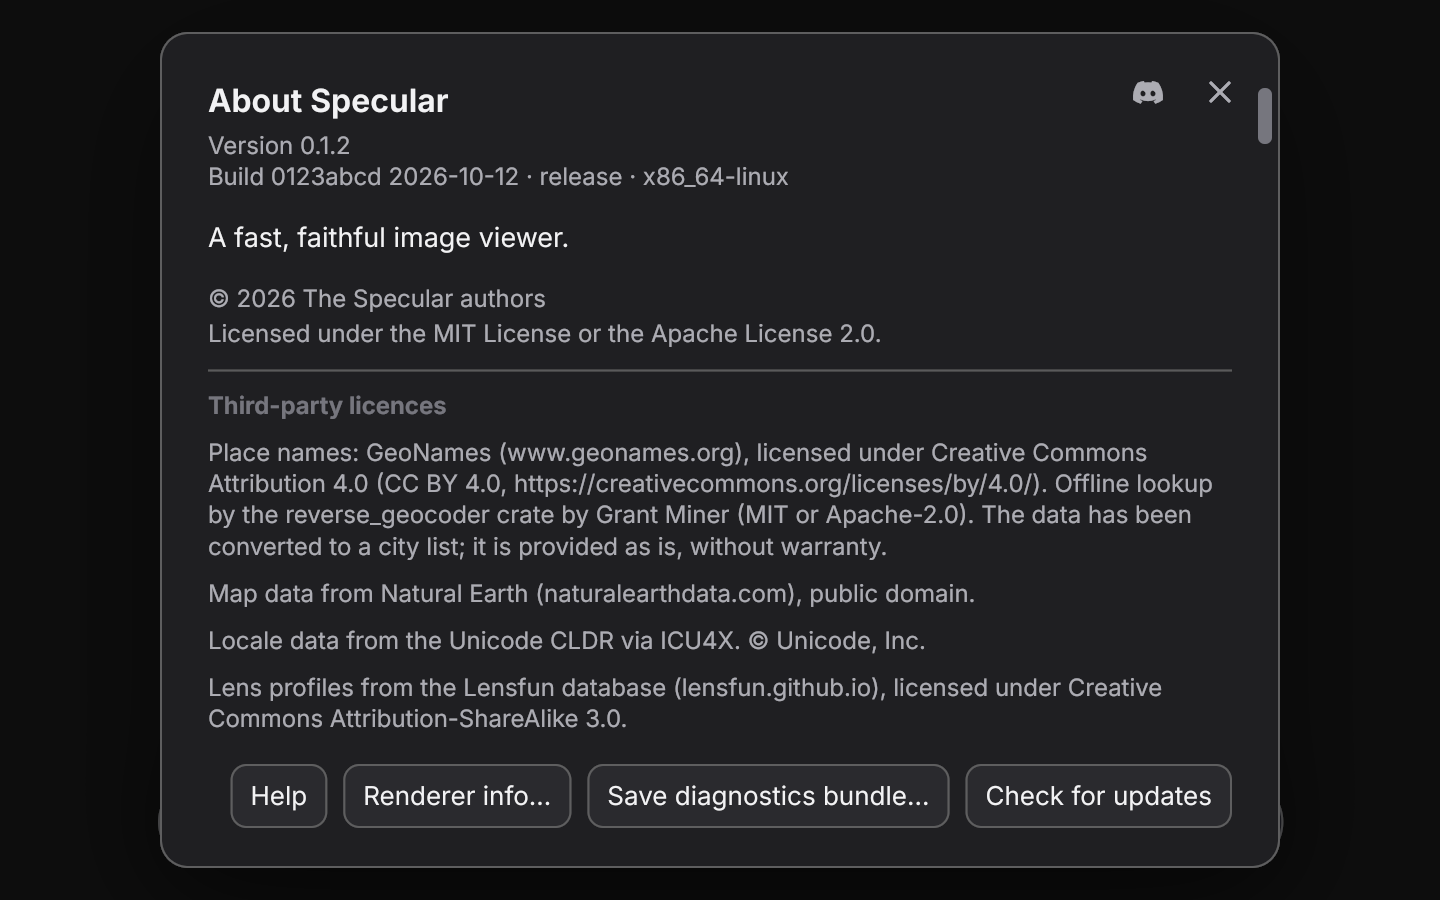 About Specular
Version 0.1.2
Build 0123abcd 2026-10-12 · release · x86_64-linux
A fast, faithful image viewer.
© 2026 The Specular authors
Licensed under the MIT License or the Apache License 2.0.
Third-party licences
Place names: GeoNames (www.geonames.org), licensed under Creative Commons
Attribution 4.0 (CC BY 4.0, https://creativecommons.org/licenses/by/4.0/). Offline lookup
by the reverse_geocoder crate by Grant Miner (MIT or Apache-2.0). The data has been
converted to a city list; it is provided as is, without warranty.
Map data from Natural Earth (naturalearthdata.com), public domain.
Locale data from the Unicode CLDR via ICU4X. © Unicode, Inc.
Lens profiles from the Lensfun database (lensfun.github.io), licensed under Creative
Commons Attribution-ShareAlike 3.0.
Help
Renderer info...
Save diagnostics bundle...
Check for updates